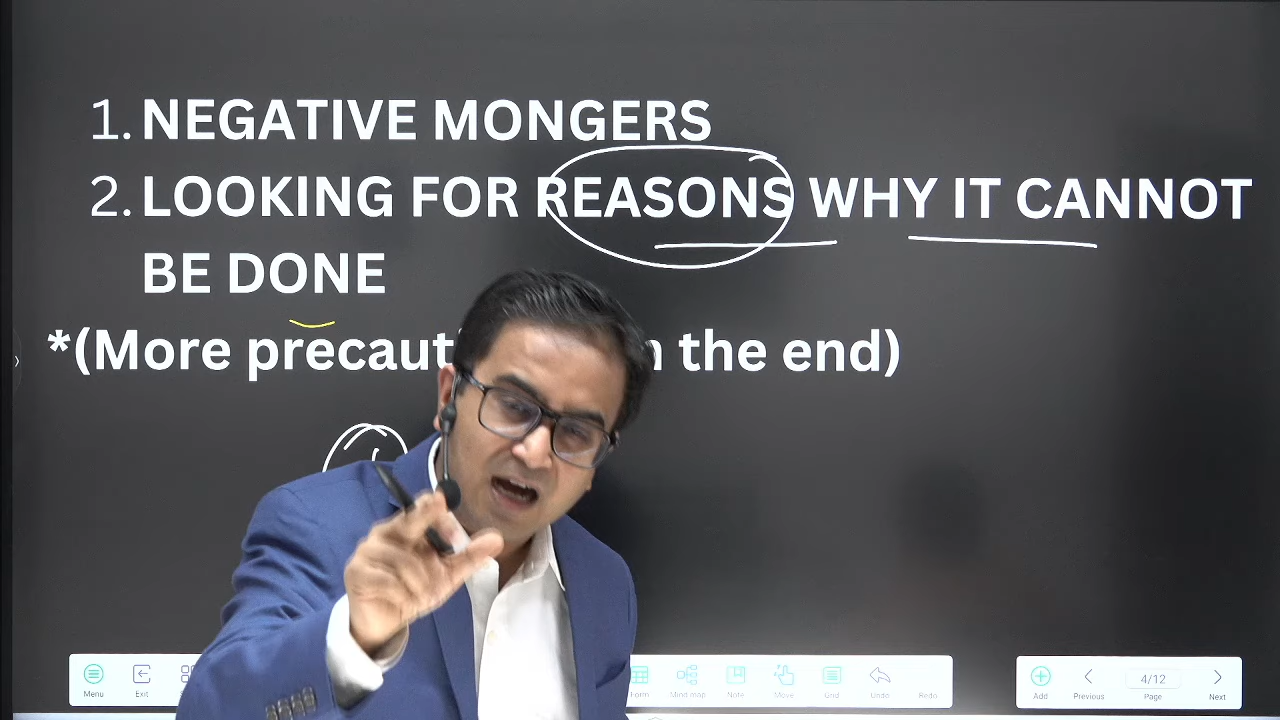 1. NEGATIVE MONGERS
2. LOOKING FOR REASONS WHY IT CANNOT
BE DONE
*(More the end)
Menu Exit Form Mind map Note Move Grid Undo Redo Add Previous 4/12 Page Next